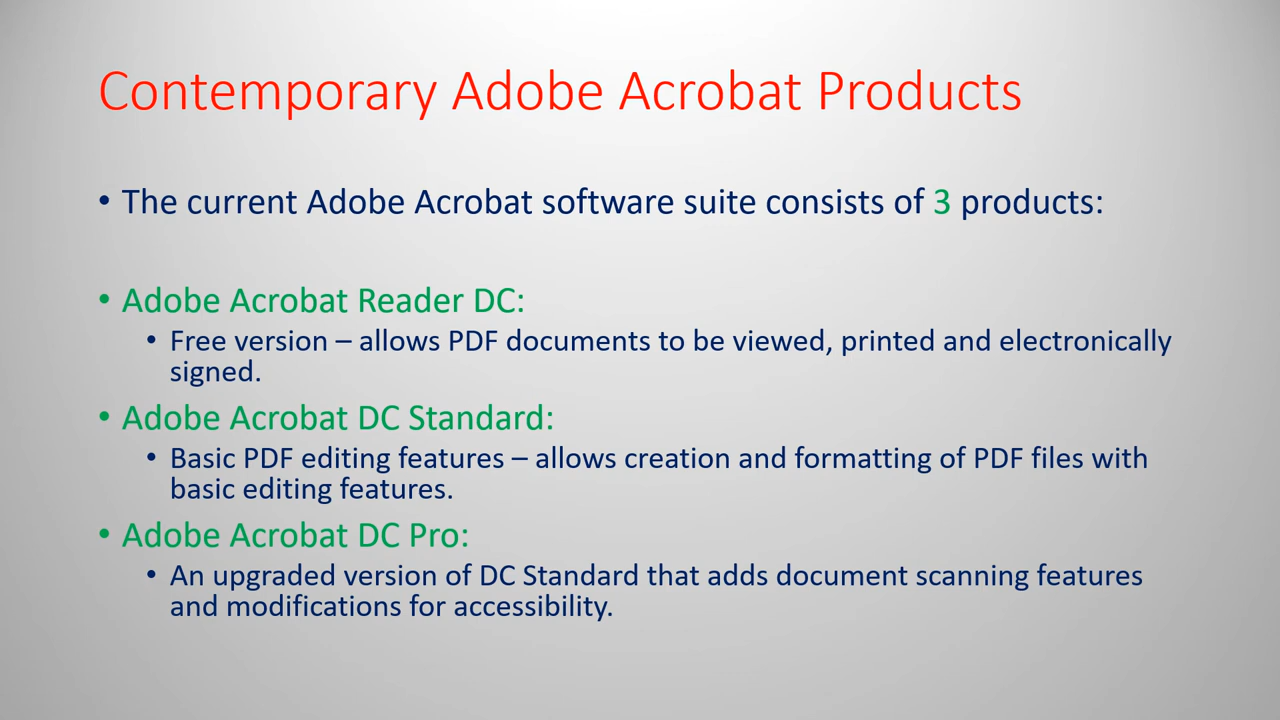 Contemporary Adobe Acrobat Products
• The current Adobe Acrobat software suite consists of 3 products:
• Adobe Acrobat Reader DC:
• Free version – allows PDF documents to be viewed, printed and electronically
signed.
• Adobe Acrobat DC Standard:
• Basic PDF editing features – allows creation and formatting of PDF files with
basic editing features.
• Adobe Acrobat DC Pro:
• An upgraded version of DC Standard that adds document scanning features
and modifications for accessibility.